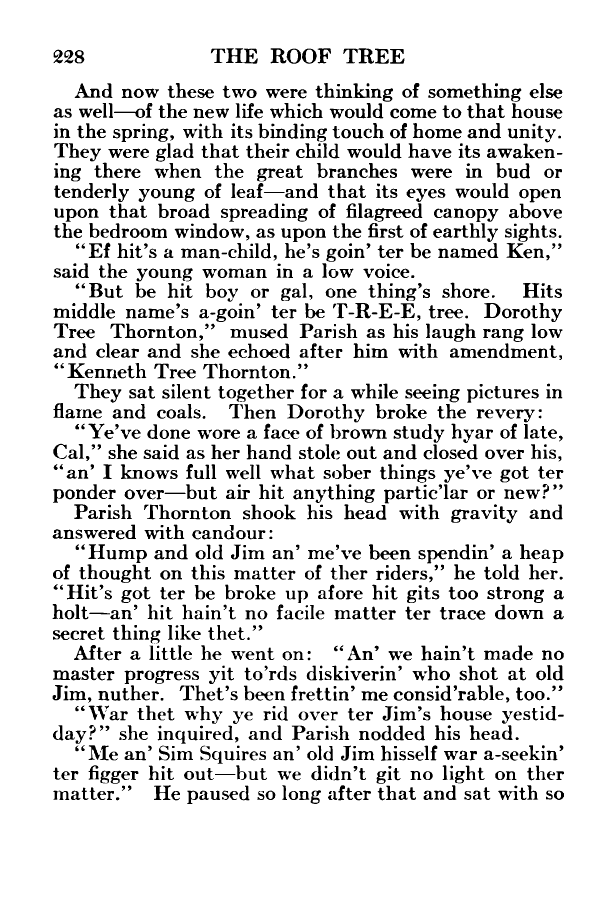 228 THE ROOF TREE
And now these two were thinking of something else
as well—of the new life which would come to that house
in the spring, with its binding touch of home and unity.
They were glad that their child would have its awaken-
ing there when the great branches were in bud or
tenderly young of leaf—and that its eyes would open
upon that broad spreading of filagreed canopy above
the bedroom window, as upon the first of earthly sights.
"Ef hit's a man-child, he's goin' ter be named Ken,"
said the young woman in a low voice.
"But be hit boy or gal, one thing's shore. Hits
middle name's a-goin' ter be T-R-E-E, tree. Dorothy
Tree Thornton," mused Parish as his laugh rang low
and clear and she echoed after him with amendment,
"Kenneth Tree Thornton."
They sat silent together for a while seeing pictures in
flame and coals. Then Dorothy broke the revery:
"Ye've done wore a face of brown study hyar of late,
Cal," she said as her hand stole out and closed over his,
"an' I knows full well what sober things ye've got ter
ponder over—but air hit anything partic'lar or new?"
Parish Thornton shook his head with gravity and
answered with candour:
"Hump and old Jim an' me've been spendin' a heap
of thought on this matter of ther riders," he told her.
"Hit's got ter be broke up afore hit gits too strong a
holt—an' hit hain't no facile matter ter trace down a
secret thing like thet."
After a little he went on: "An' we hain't made no
master progress yit to'rds diskiverin' who shot at old
Jim, nuther. Thet's been frettin' me consid'rable, too."
"War thet why ye rid over ter Jim's house yestid-
day?" she inquired, and Parish nodded his head.
"Me an' Sim Squires an' old Jim hisself war a-seekin'
ter figger hit out—but we didn't git no light on ther
matter." He paused so long after that and sat with so